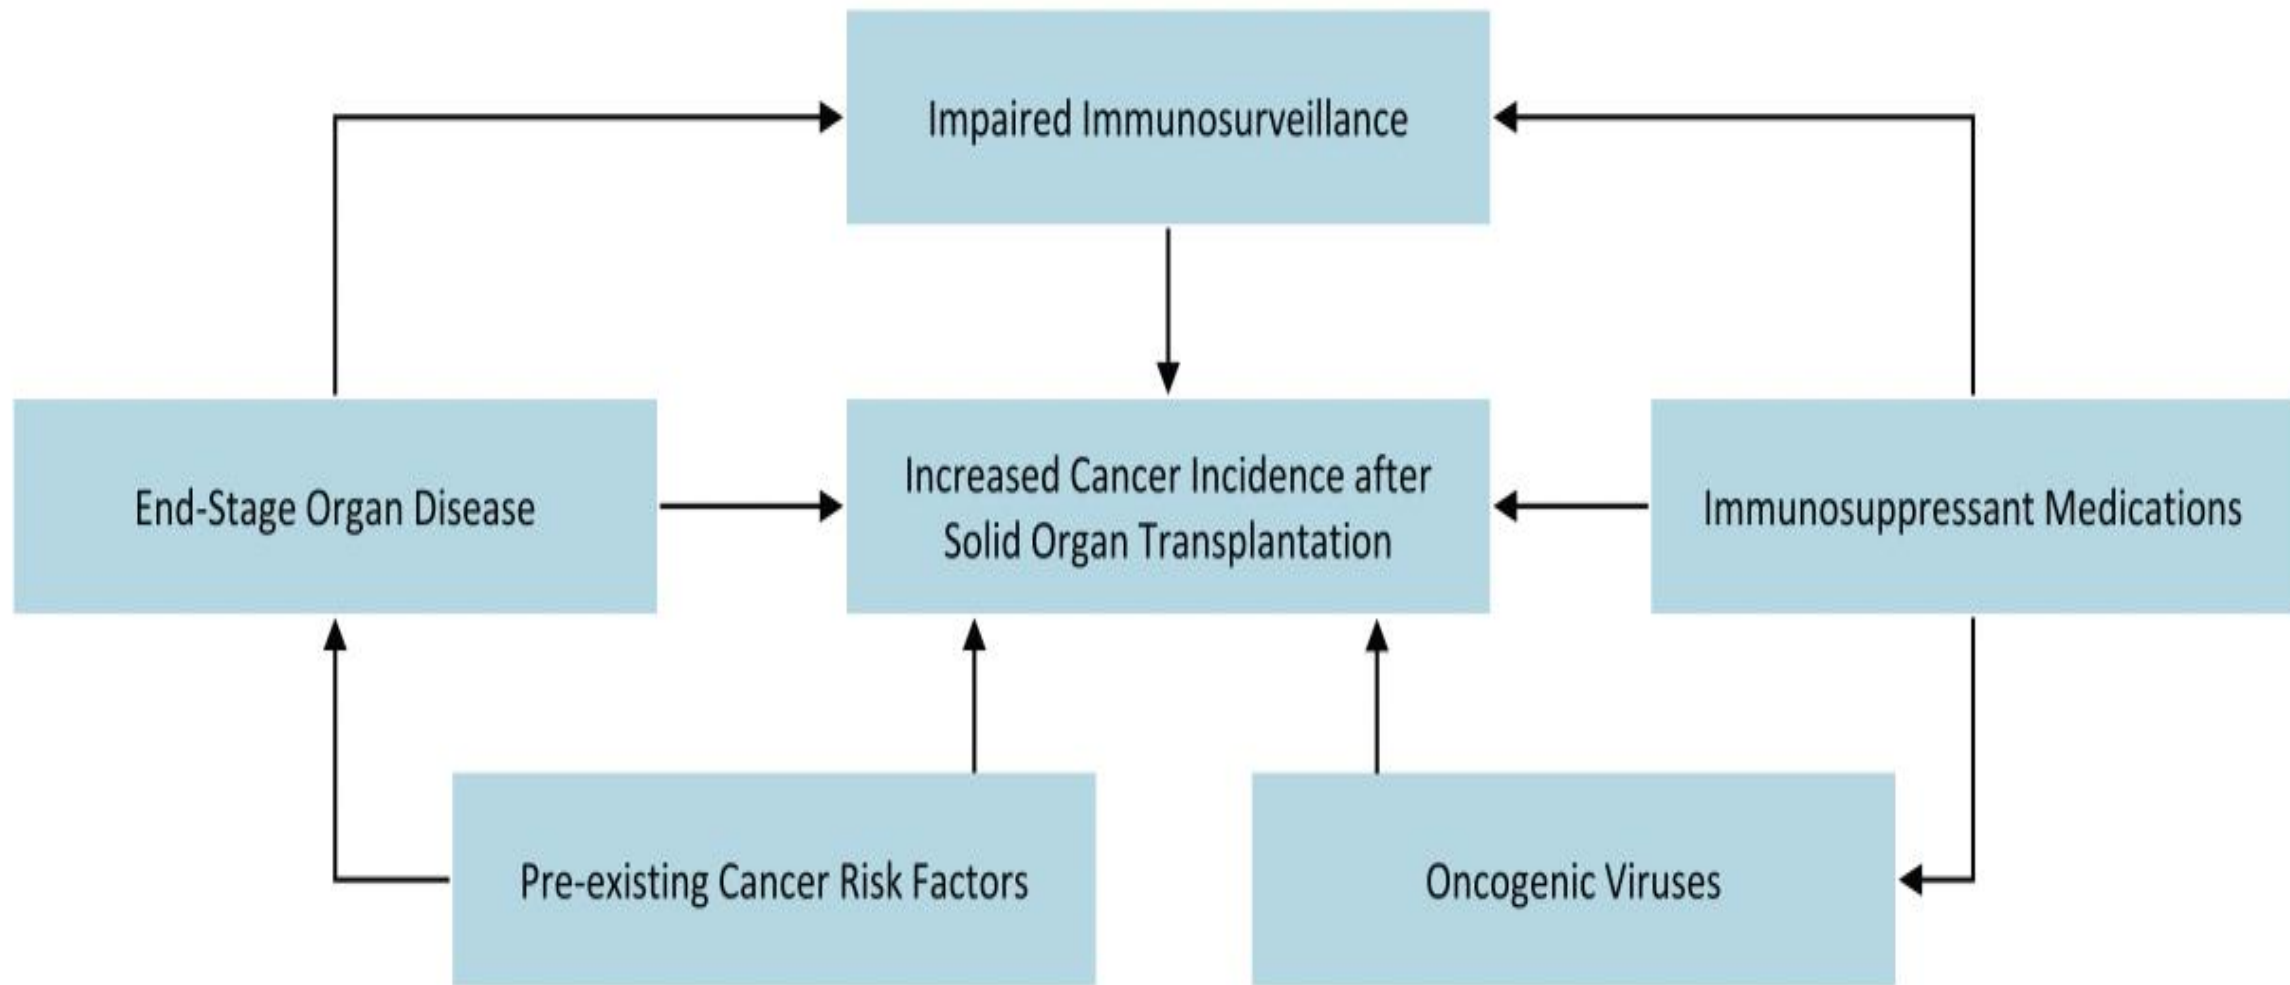 Impaired Immunosurveillance
End-Stage Organ Disease
Increased Cancer Incidence after
Solid Organ Transplantation
Immunosuppressant Medications
Pre-existing Cancer Risk Factors
Oncogenic Viruses